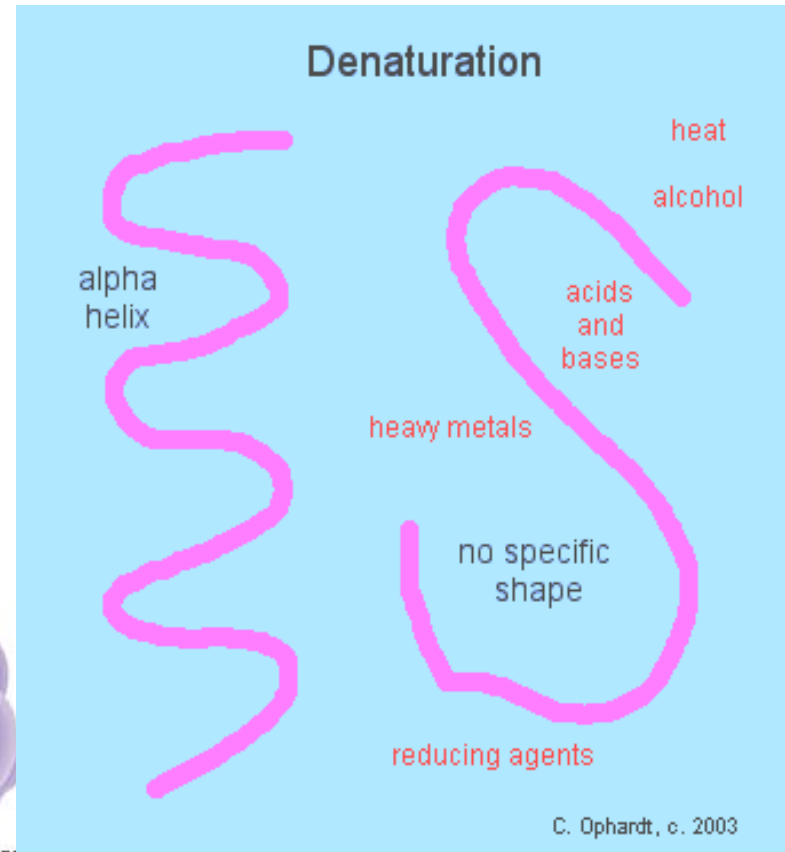 Denaturation
heat
alcohol
alpha
helix
acids
and
bases
heavy metals
no specific
shape
reducing agents
C. Ophardt, c. 2003